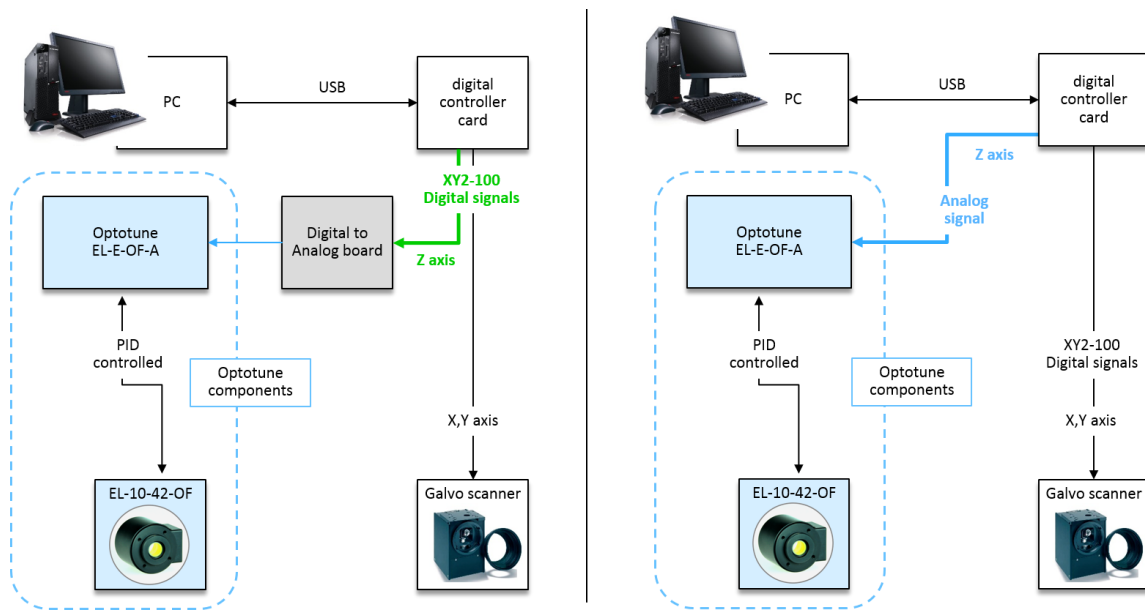 PC
USB
digital
controller
card
XY2-100
Digital signals
Z axis
Optotune
EL-E-OF-A
Digital to
Analog board
PID
controlled
Optotune
components
X,Y axis
EL-10-42-OF
Galvo scanner
PC
USB
digital
controller
card
Z axis
Analog
signal
Optotune
EL-E-OF-A
PID
controlled
XY2-100
Digital signals
Optotune
components
X,Y axis
EL-10-42-OF
Galvo scanner